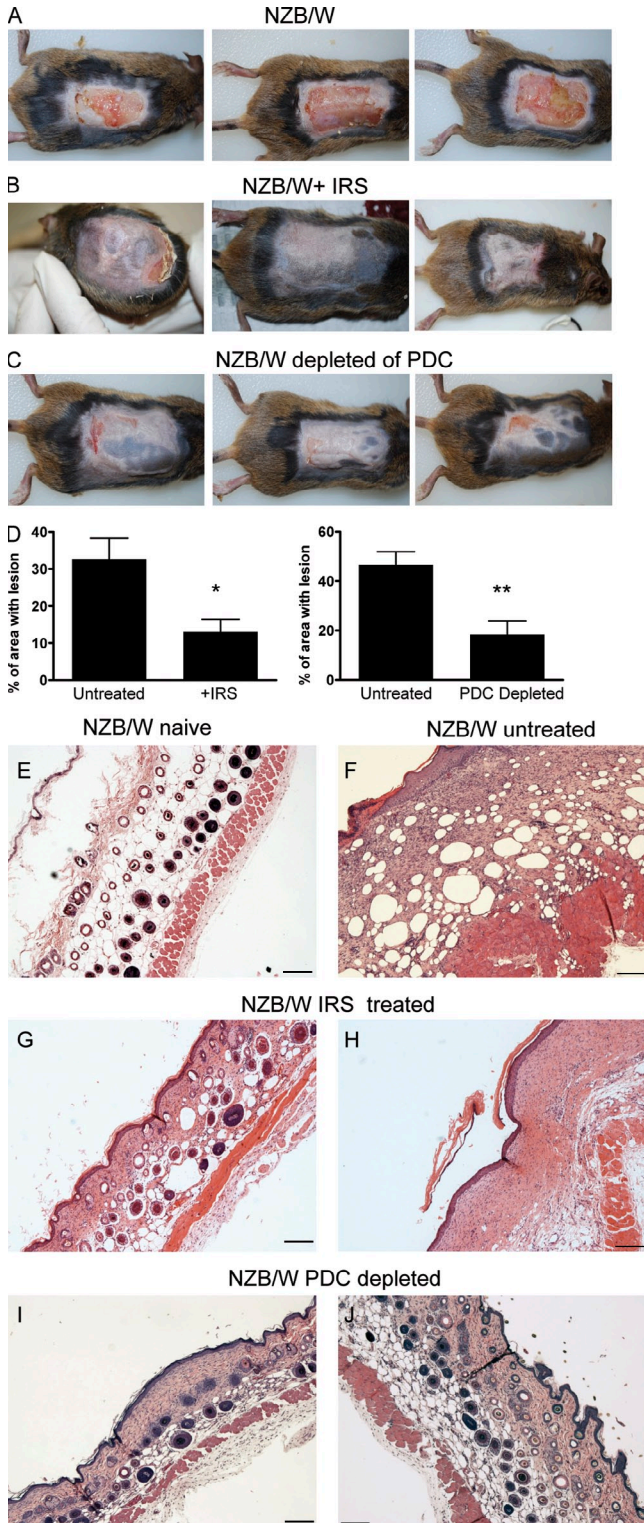 A
NZB/W
B
NZB/W+ IRS
C
NZB/W depleted of PDC
D
% of area with lesion
40
30
20
10
0
*
Untreated
+IRS
% of area with lesion
60
40
20
0
**
Untreated
PDC Depleted
NZB/W naive
NZB/W untreated
E
F
NZB/W IRS treated
G
H
NZB/W PDC depleted
I
J